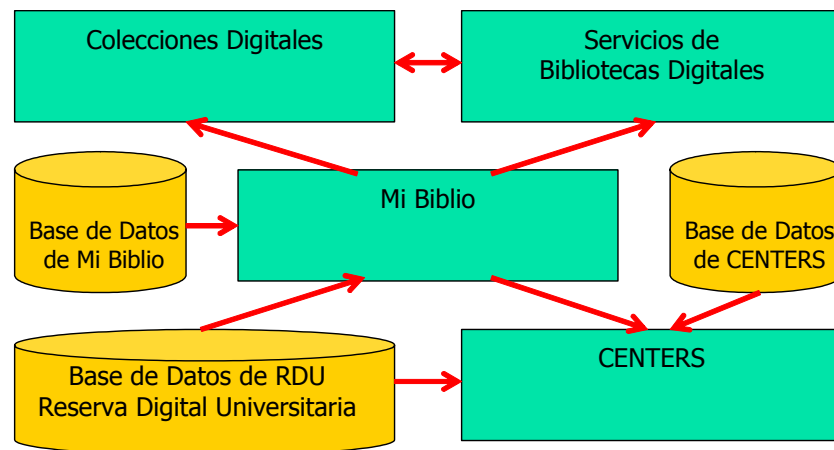 Colecciones Digitales
Servicios de
Bibliotecas Digitales
Base de Datos
de Mi Biblio
Mi Biblio
Base de Datos
de CENTERS
Base de Datos de RDU
Reserva Digital Universitaria
CENTERS